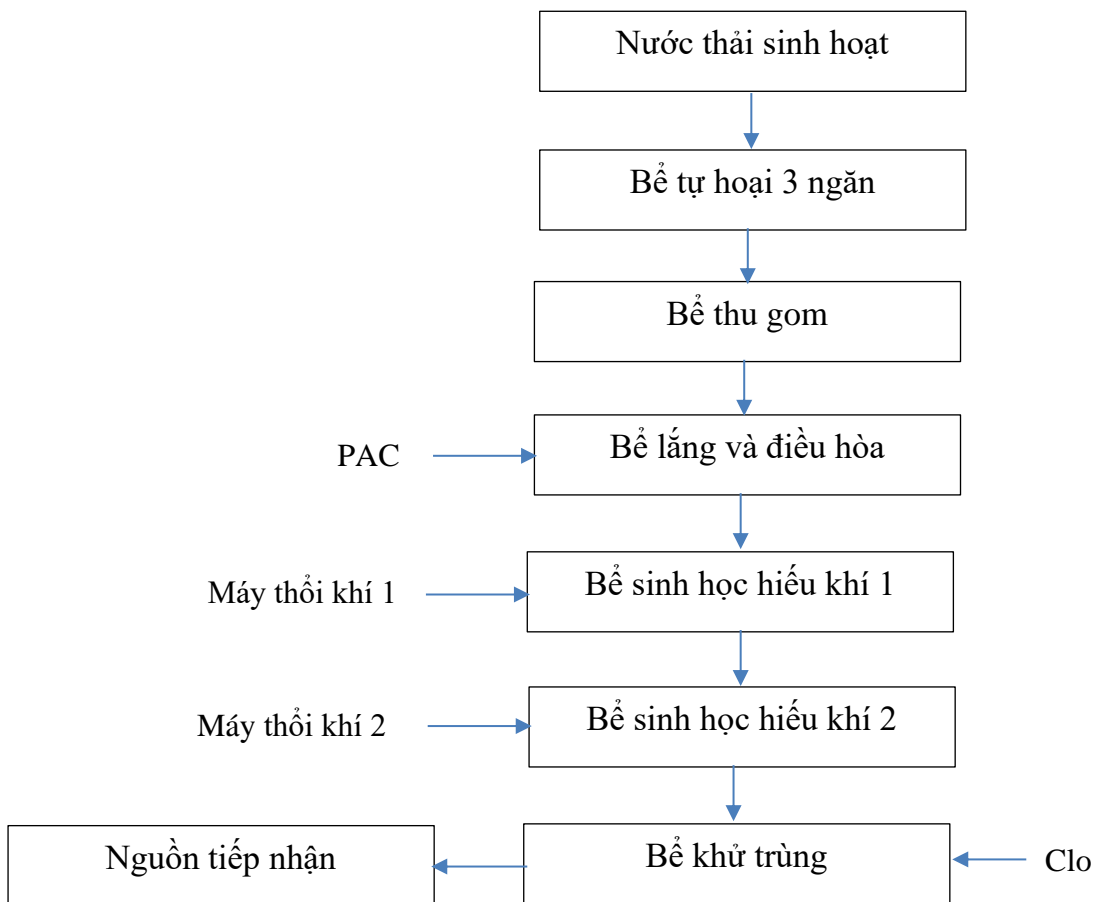 Nước thải sinh hoạt
Bể tự hoại 3 ngăn
Bể thu gom
PAC
Bể lắng và điều hòa
Máy thổi khí 1
Bể sinh học hiếu khí 1
Máy thổi khí 2
Bể sinh học hiếu khí 2
Nguồn tiếp nhận
Bể khử trùng
Clo